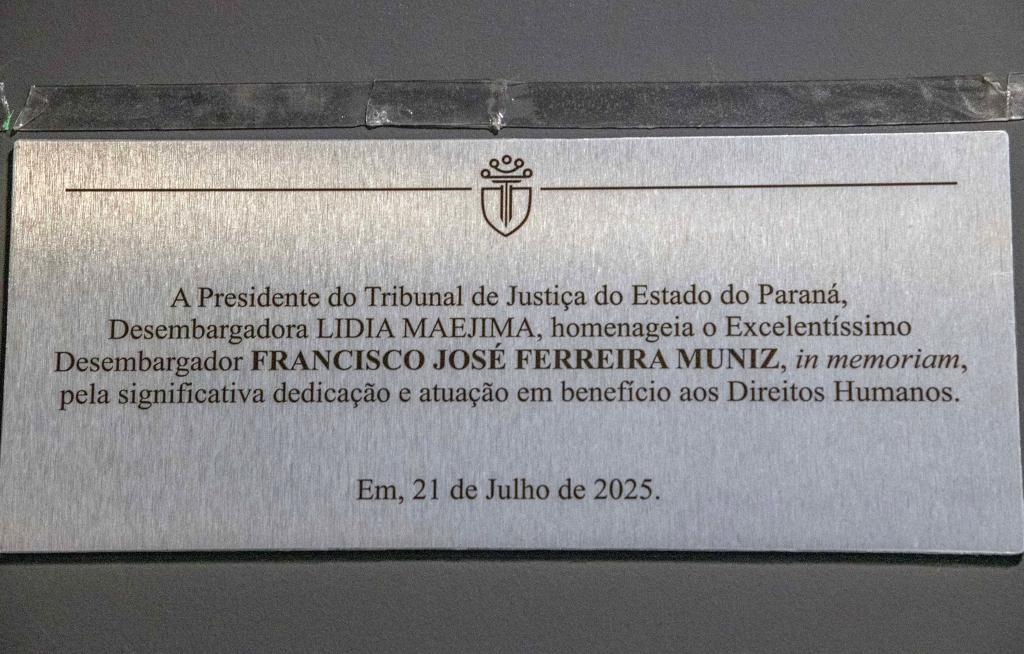 A Presidente do Tribunal de Justiça do Estado do Paraná,
Desembargadora LIDIA MAEJIMA, homenageia o Excelentíssimo
Desembargador FRANCISCO JOSÉ FERREIRA MUNIZ, in memoriam,
pela significativa dedicação e atuação em benefício aos Direitos Humanos.
Em, 21 de Julho de 2025.